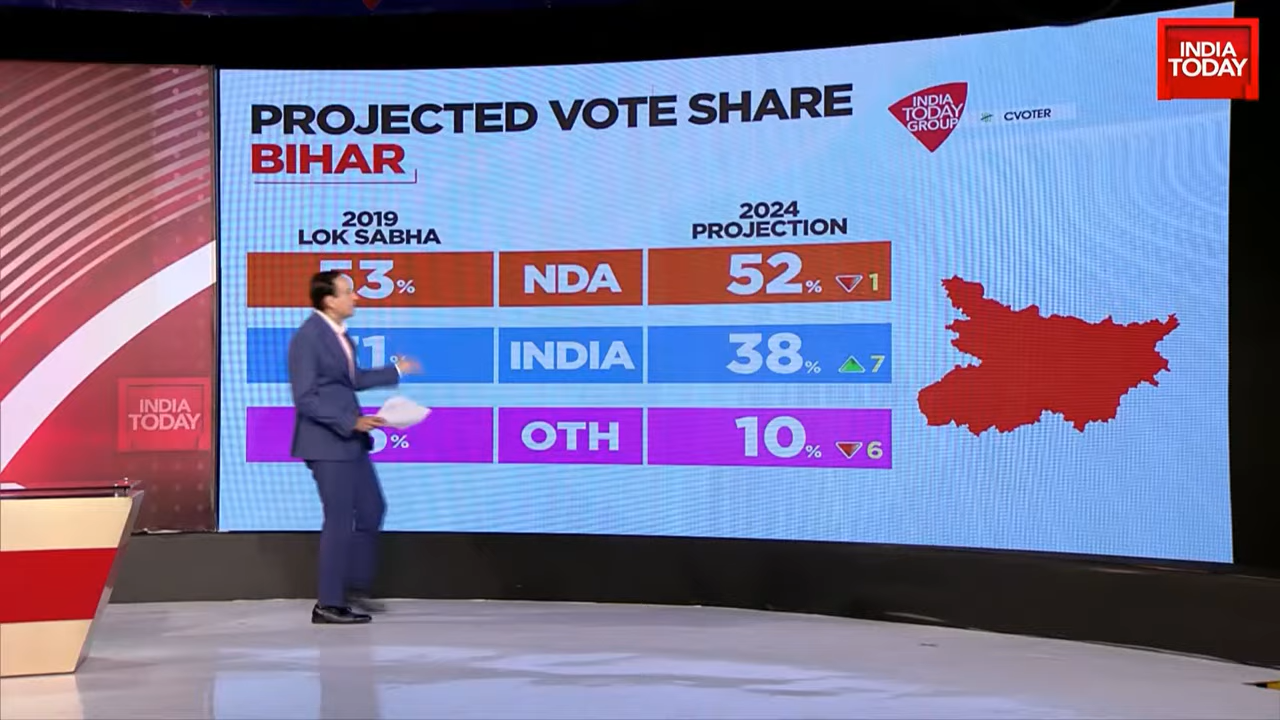 INDIA
TODAY
PROJECTED VOTE SHARE
BIHAR
INDIA
TODAY
GROUP
CVOTER
2019
LOK SABHA
2024
PROJECTION
53%
NDA
52% 1
%
INDIA
38% 7
%
OTH
10% 6
INDIA
TODAY